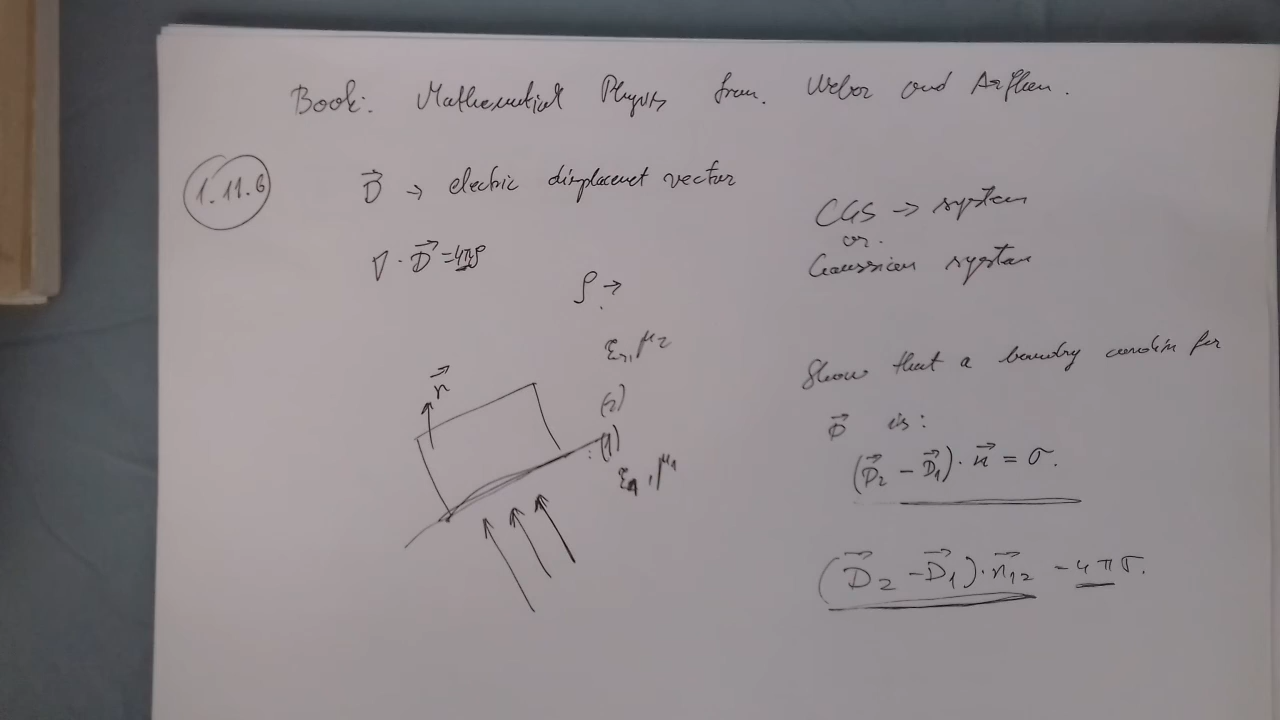 Book: Mathematical Physics from. Weber and Arfken.
1.11.6
D → electric displacement vector
∇ · D = 4πρ
ρ →
CGS → system
or.
Gaussian system
ε₂, μ₂
n
(2)
(1)
ε₁, μ₁
Show that a boundry condition for
D is:
(D₂ - D₁) · n = σ.
(D₂ - D₁) · n₁₂ = 4πσ.